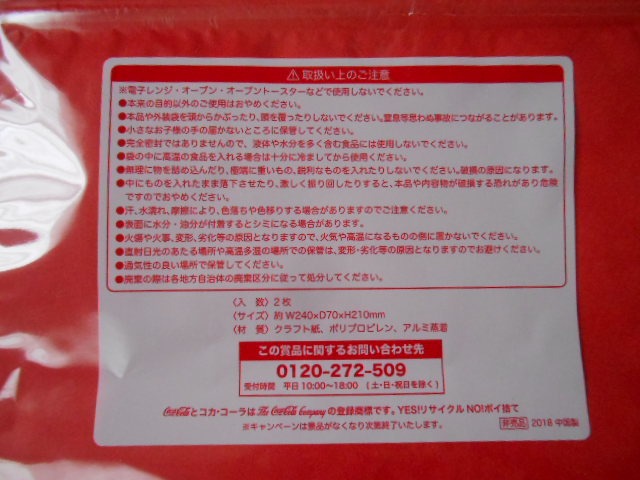 ⚠取扱い上のご注意
※電子レンジ・オーブン・オーブントースターなどで使用しないでください。
●本来の目的以外のご使用はおやめください。
●本品や外装袋を頭からかぶったり、顔を覆ったりしないでください。窒息等思わぬ事故につながることがあります。
●小さなお子様の手の届かないところに保管してください。
●完全密封ではありませんので、液体や水分を多く含む食品には使用しないでください。
●袋の中に高温の食品を入れる場合は十分に冷ましてから使用してください。
●無理に物を詰め込んだり、極端に重いもの、鋭利なものを入れたりしないでください。破損の原因になります。
●中にものを入れたまま落下させたり、激しく振り回したりすると、本品や内容物が破損する恐れがあり危険
ですのでおやめください。
●汗、水濡れ、摩擦により、色落ちや色移りする場合がありますのでご注意ください。
●表面に水分・油分が付着するとシミになる場合があります。
●火傷や火事、変形、劣化等の原因となりますので、火気や高温になるものの側に置かないでください。
●直射日光のあたる場所や高温多湿の場所での保管は、変形・劣化等の原因となりますのでお避けください。
●通気性の良い場所で保管してください。
●廃棄の際は各地方自治体の廃棄区分に従って処分してください。
〈入 数〉2枚
〈サイズ〉約 W240×D70×H210mm
〈材 質〉クラフト紙、ポリプロピレン、アルミ蒸着
この賞品に関するお問い合わせ先
0120-272-509
受付時間 平日10:00〜18:00 (土・日・祝日を除く)
Coca-Colaとコカ・コーラはThe Coca-Cola Companyの登録商標です。YES!リサイクル NO!ポイ捨て
※キャンペーンは景品がなくなり次第終了いたします。
非売品 2018 中国製